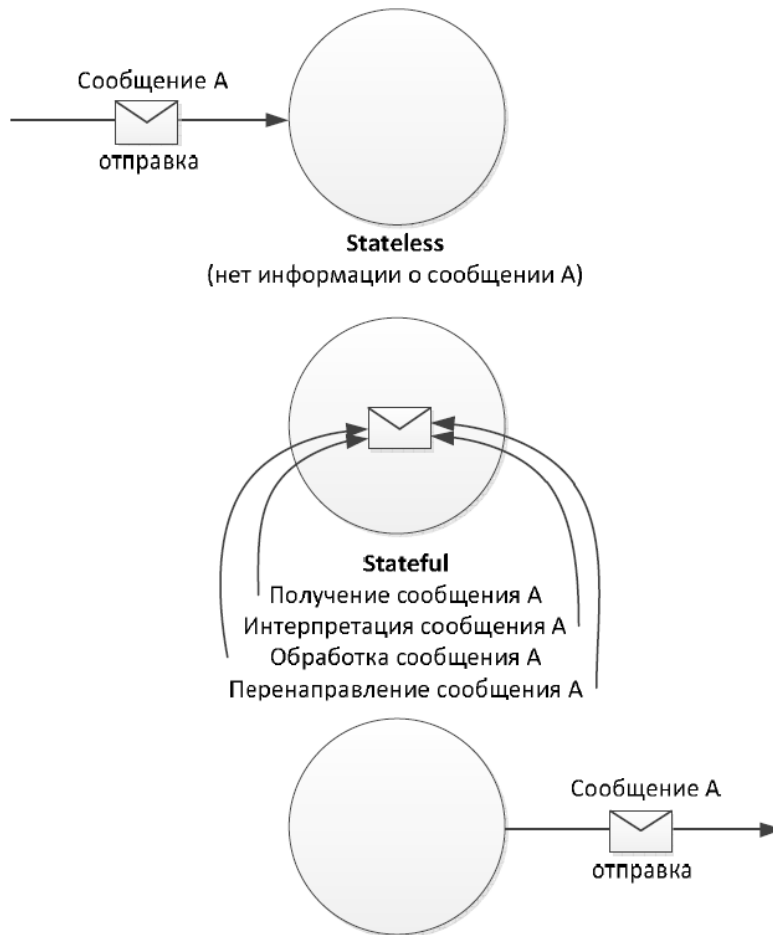 Сообщение А
отправка
Stateless
(нет информации о сообщении А)
Stateful
Получение сообщения А
Интерпретация сообщения А
Обработка сообщения А
Перенаправление сообщения А
Сообщение А
отправка